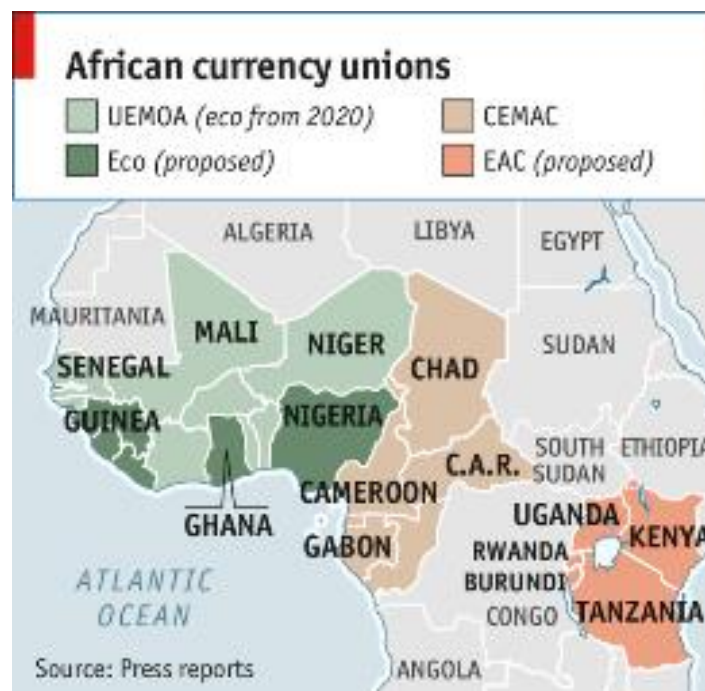 African currency unions
UEMOA (eco from 2020)
CEMAC
Eco (proposed)
EAC (proposed)
ALGERIA
LIBYA
EGYPT
MAURITANIA
MALI
NIGER
CHAD
SUDAN
SENEGAL
GUINEA
NIGERIA
C.A.R.
SOUTH
SUDAN
ETHIOPIA
CAMEROON
GHANA
GABON
UGANDA
KENYA
RWANDA
BURUNDI
CONGO
TANZANIA
ATLANTIC
OCEAN
ANGOLA
Source: Press reports